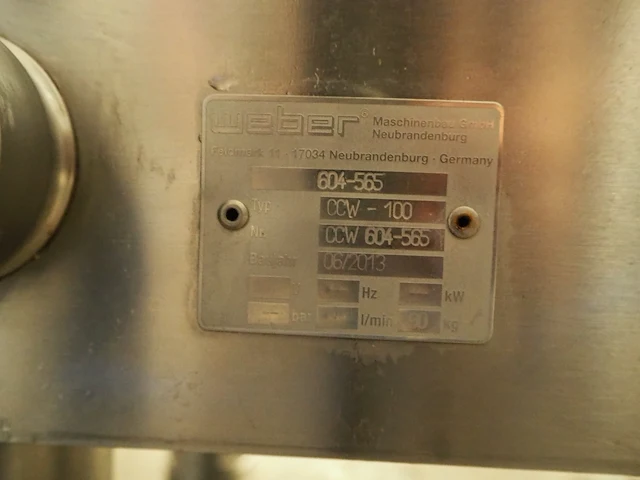 weber® Maschinenbau GmbH
Neubrandenburg
11 · 17034 Neubrandenburg · Germany
604-565
Typ CCW - 100
Nr. CCW 604-565
Baujahr 06/2013
Hz kW
bar l/min kg